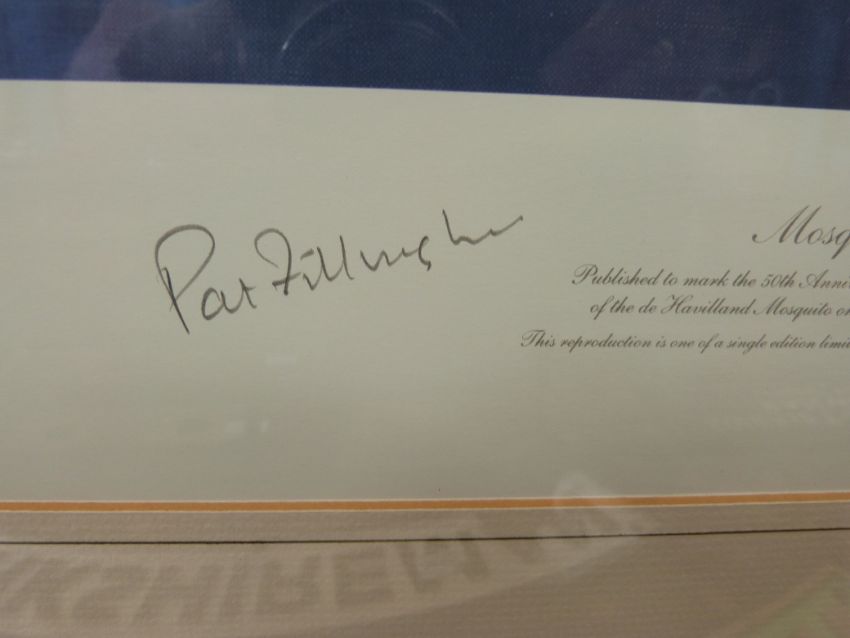 Pat Fillingham
Mosq
Published to mark the 50th Anni
of the de Havilland Mosquito on
This reproduction is one of a single edition limi